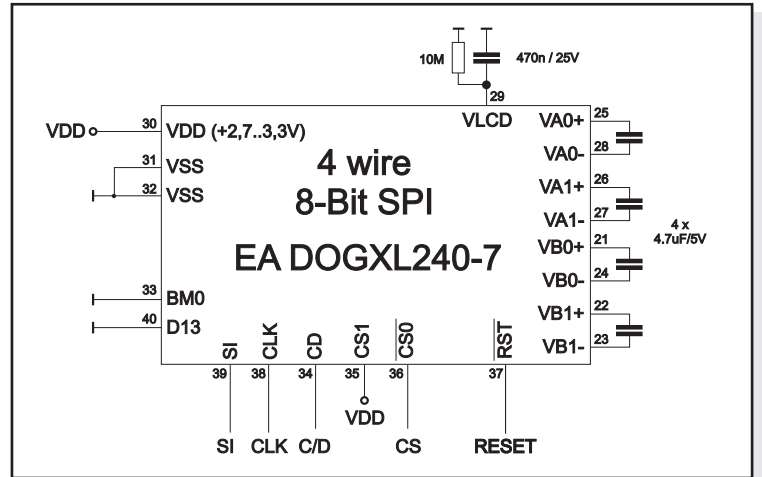 10M
470n / 25V
29
VLCD
VDD
30
VDD (+2,7..3,3V)
31
VSS
32
VSS
4 wire
8-Bit SPI
EA DOGXL240-7
VA0+
25
VA0-
28
VA1+
26
VA1-
27
VB0+
21
VB0-
24
VB1+
22
VB1-
23
4 x
4.7uF/5V
33
BM0
40
D13
SI
CLK
CD
CS1
CS0
RST
39
38
34
35
36
37
VDD
SI
CLK
C/D
CS
RESET